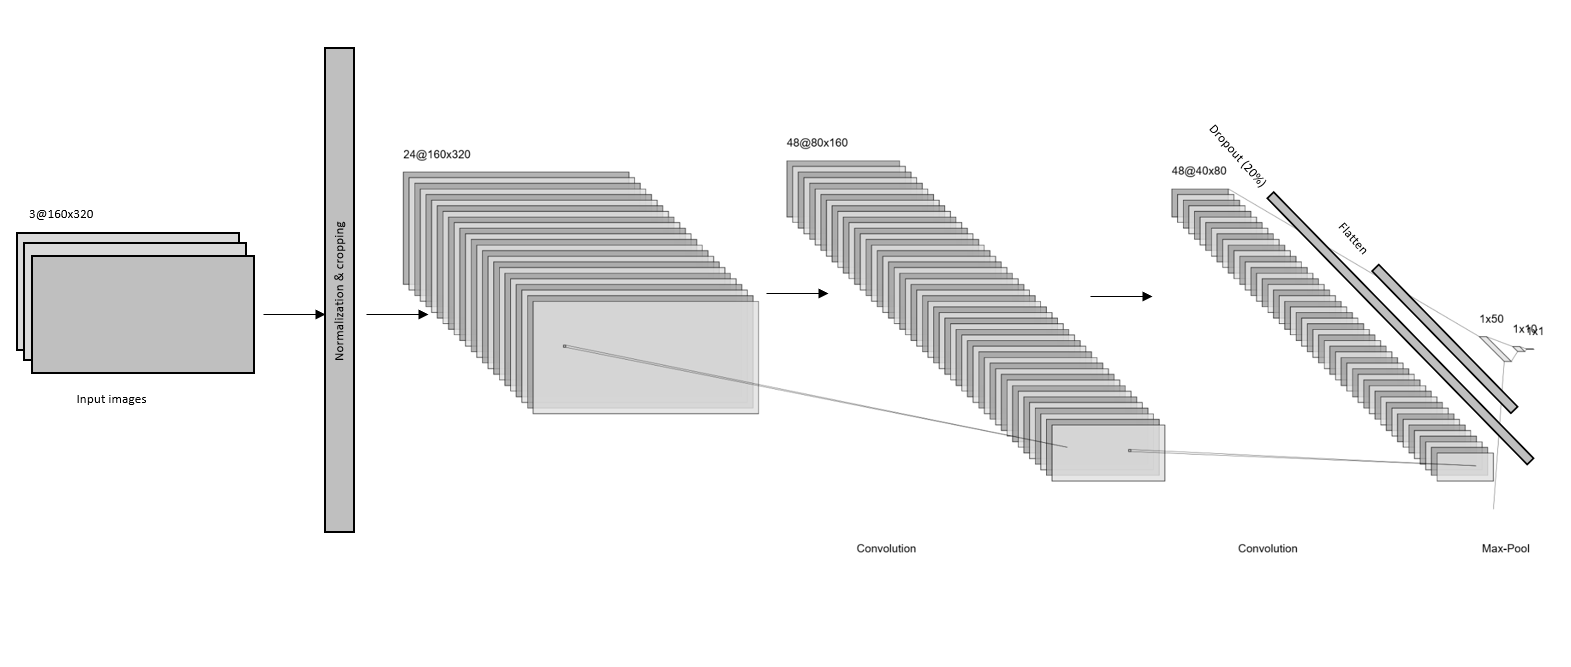 3@160x320
Input images
Normalization & cropping
24@160x320
48@80x160
48@40x80
Dropout (20%)
Flatten
1x50
1x10
1x1
Convolution
Convolution
Max-Pool